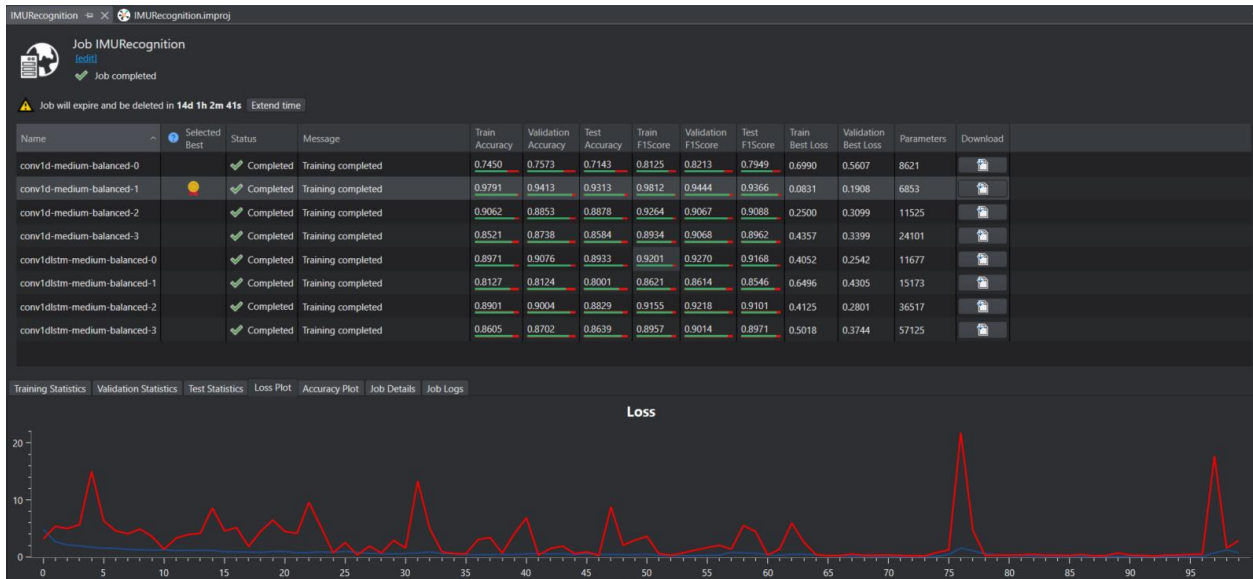 IMURecognition IMURecognition.improj
Job IMURecognition
[edit]
Job completed
Job will expire and be deleted in 14d 1h 2m 41s Extend time
Name Selected Best Status Message Train Accuracy Validation Accuracy Test Accuracy Train F1Score Validation F1Score Test F1Score Train Best Loss Validation Best Loss Parameters Download
conv1d-medium-balanced-0 Completed Training completed 0.7450 0.7573 0.7143 0.8125 0.8213 0.7949 0.6990 0.5607 8621
conv1d-medium-balanced-1 Completed Training completed 0.9791 0.9413 0.9313 0.9812 0.9444 0.9366 0.0831 0.1908 6853
conv1d-medium-balanced-2 Completed Training completed 0.9062 0.8853 0.8878 0.9264 0.9067 0.9088 0.2500 0.3099 11525
conv1d-medium-balanced-3 Completed Training completed 0.8521 0.8738 0.8584 0.8934 0.9068 0.8962 0.4357 0.3399 24101
conv1dlstm-medium-balanced-0 Completed Training completed 0.8971 0.9076 0.8933 0.9201 0.9270 0.9168 0.4052 0.2542 11677
conv1dlstm-medium-balanced-1 Completed Training completed 0.8127 0.8124 0.8001 0.8621 0.8614 0.8546 0.6496 0.4305 15173
conv1dlstm-medium-balanced-2 Completed Training completed 0.8901 0.9004 0.8829 0.9155 0.9218 0.9101 0.4125 0.2801 36517
conv1dlstm-medium-balanced-3 Completed Training completed 0.8605 0.8702 0.8639 0.8957 0.9014 0.8971 0.5018 0.3744 57125
Training Statistics Validation Statistics Test Statistics Loss Plot Accuracy Plot Job Details Job Logs
Loss
20
10
0
0 5 10 15 20 25 30 35 40 45 50 55 60 65 70 75 80 85 90 95